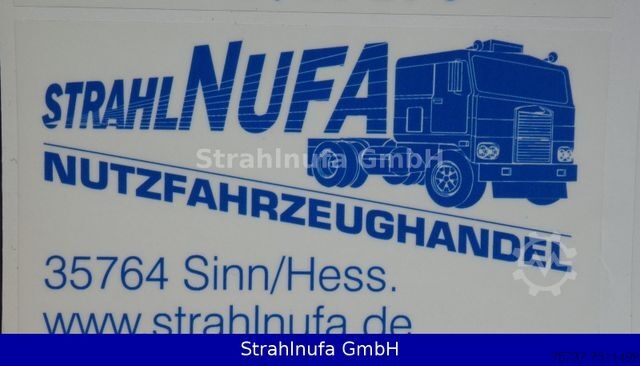 STRAHLNUFA
Strahlnufa GmbH
NUTZFAHRZEUGHANDEL
35764 Sinn/Hess.
www.strahlnufa.de
Strahlnufa GmbH